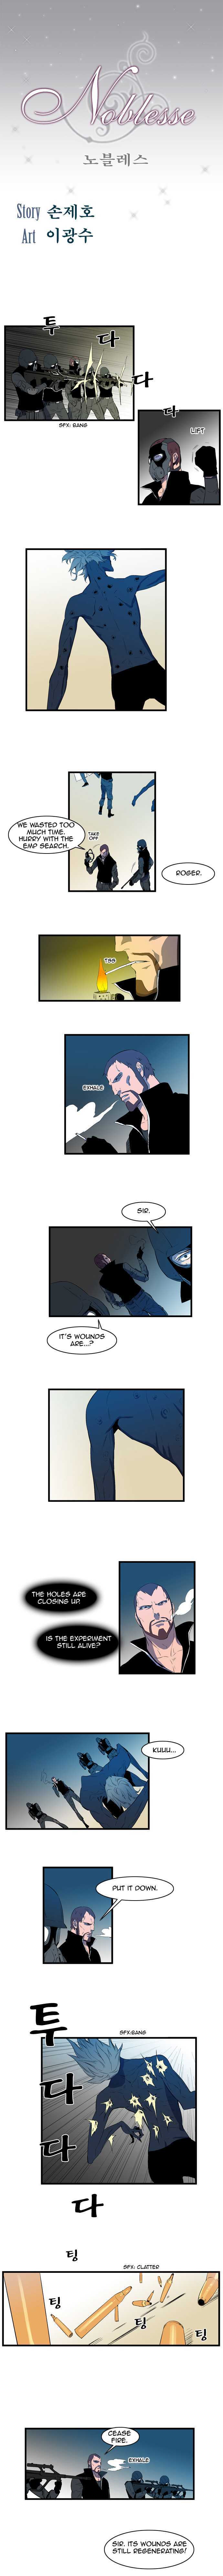 Noblesse
노블레스
Story 손제호
Art 이광수
투
다
다
SFX: BANG
다
LIFT
WE WASTED TOO
MUCH TIME.
HURRY WITH THE
EMP SEARCH.
TAKE
OFF
ROGER.
TING
EXHALE
SIR.
IT'S WOUNDS
ARE...?
THE HOLES ARE
CLOSING UP.
IS THE EXPERIMENT
STILL ALIVE?
KUUU...
PUT IT DOWN.
투
SFX:BANG
다
다
다
팅
SFX: CLATTER
팅
팅
팅
CEASE
FIRE.
EXHALE
SIR. ITS WOUNDS ARE
STILL REGENERATING!